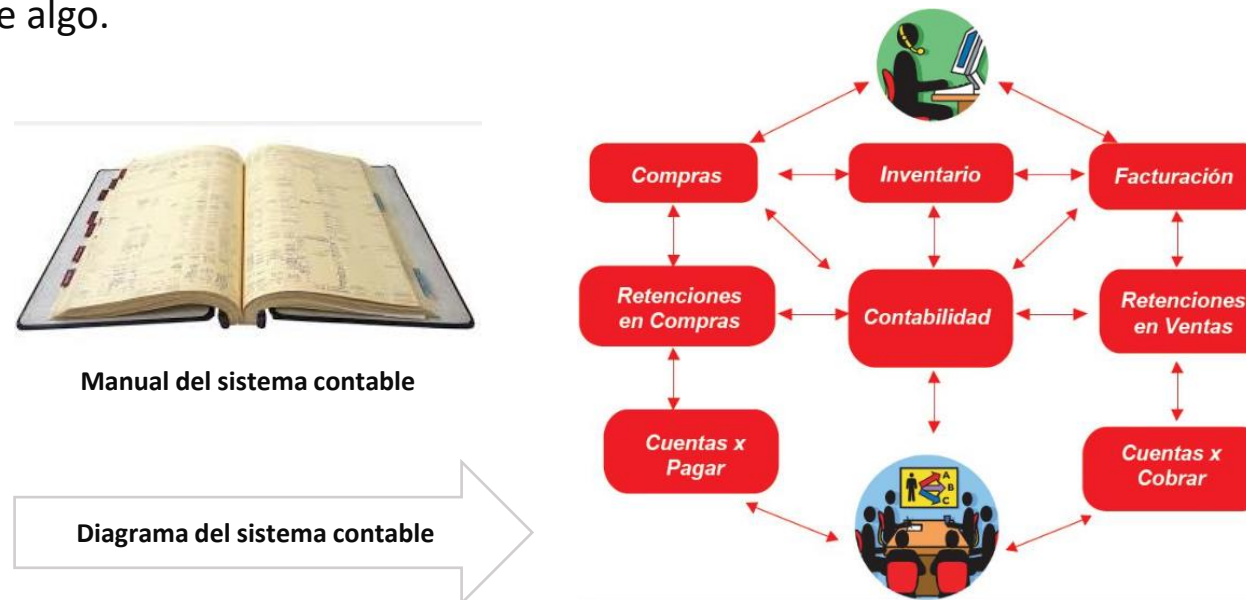 e algo.
Manual del sistema contable
Diagrama del sistema contable
Compras
Inventario
Facturación
Retenciones
en Compras
Contabilidad
Retenciones
en Ventas
Cuentas x
Pagar
Cuentas x
Cobrar
A
B
C